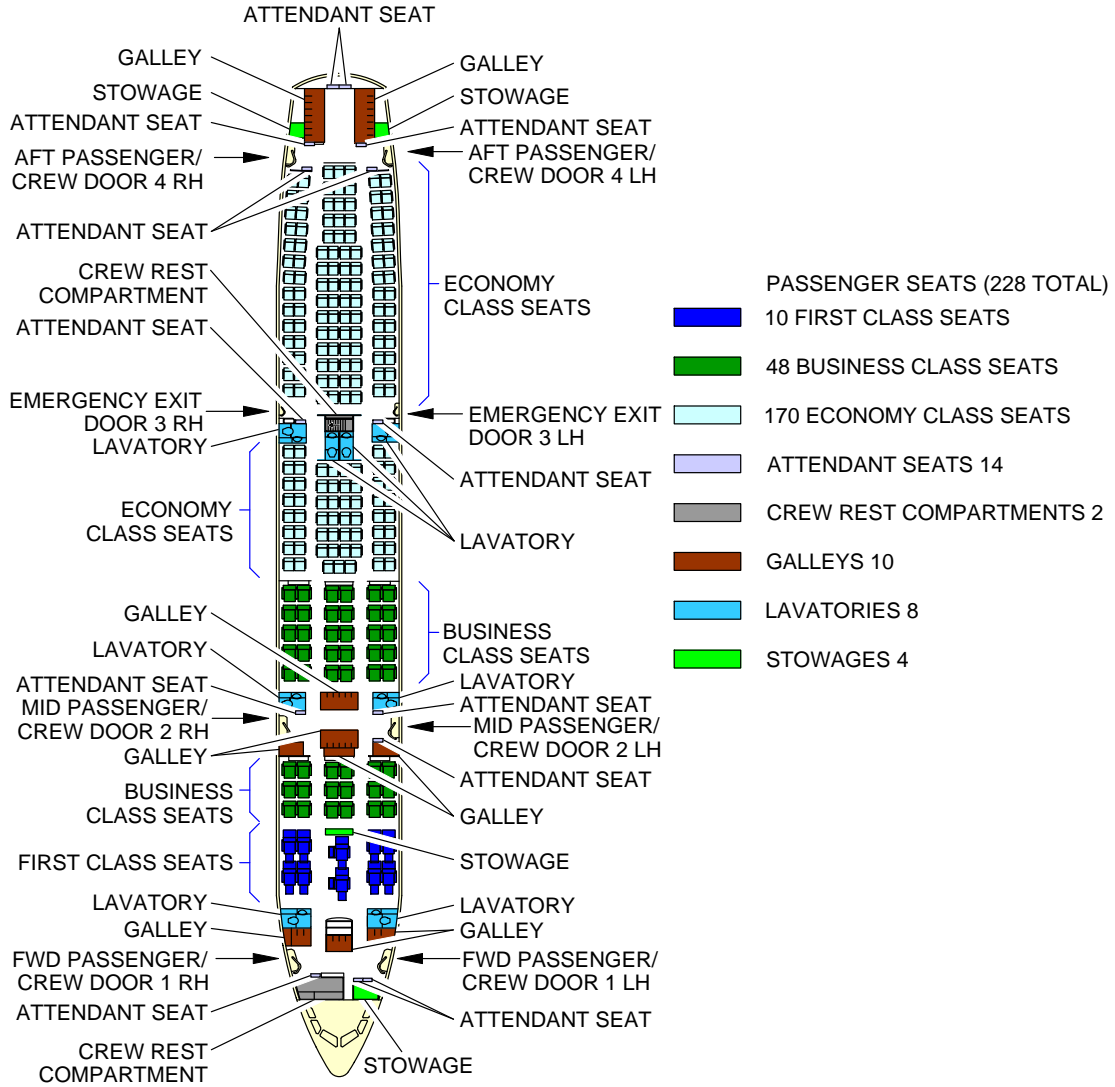 ATTENDANT SEAT
GALLEY
GALLEY
STOWAGE
STOWAGE
ATTENDANT SEAT
ATTENDANT SEAT
AFT PASSENGER/
CREW DOOR 4 RH
AFT PASSENGER/
CREW DOOR 4 LH
ATTENDANT SEAT
CREW REST
COMPARTMENT
ECONOMY
CLASS SEATS
ATTENDANT SEAT
EMERGENCY EXIT
DOOR 3 RH
EMERGENCY EXIT
DOOR 3 LH
LAVATORY
ATTENDANT SEAT
ECONOMY
CLASS SEATS
LAVATORY
GALLEY
BUSINESS
CLASS SEATS
LAVATORY
LAVATORY
ATTENDANT SEAT
ATTENDANT SEAT
MID PASSENGER/
CREW DOOR 2 RH
MID PASSENGER/
CREW DOOR 2 LH
GALLEY
ATTENDANT SEAT
BUSINESS
CLASS SEATS
GALLEY
FIRST CLASS SEATS
STOWAGE
LAVATORY
LAVATORY
GALLEY
GALLEY
FWD PASSENGER/
CREW DOOR 1 RH
FWD PASSENGER/
CREW DOOR 1 LH
ATTENDANT SEAT
ATTENDANT SEAT
CREW REST
COMPARTMENT
STOWAGE
PASSENGER SEATS (228 TOTAL)
10 FIRST CLASS SEATS
48 BUSINESS CLASS SEATS
170 ECONOMY CLASS SEATS
ATTENDANT SEATS 14
CREW REST COMPARTMENTS 2
GALLEYS 10
LAVATORIES 8
STOWAGES 4